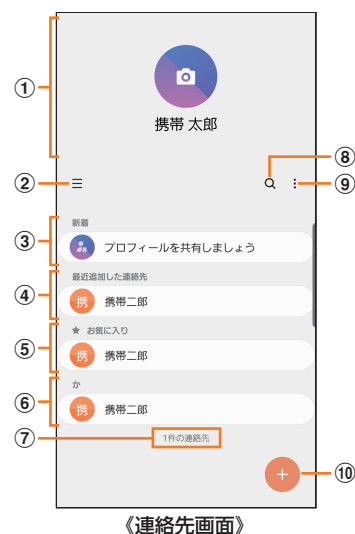 ①
携帯 太郎
⑧
②
⑨
新着
③
プロフィールを共有しましょう
最近追加した連絡先
④
携 携帯二郎
★ お気に入り
⑤
携 携帯二郎
か
⑥
携 携帯二郎
⑦
1件の連絡先
⑩
《連絡先画面》